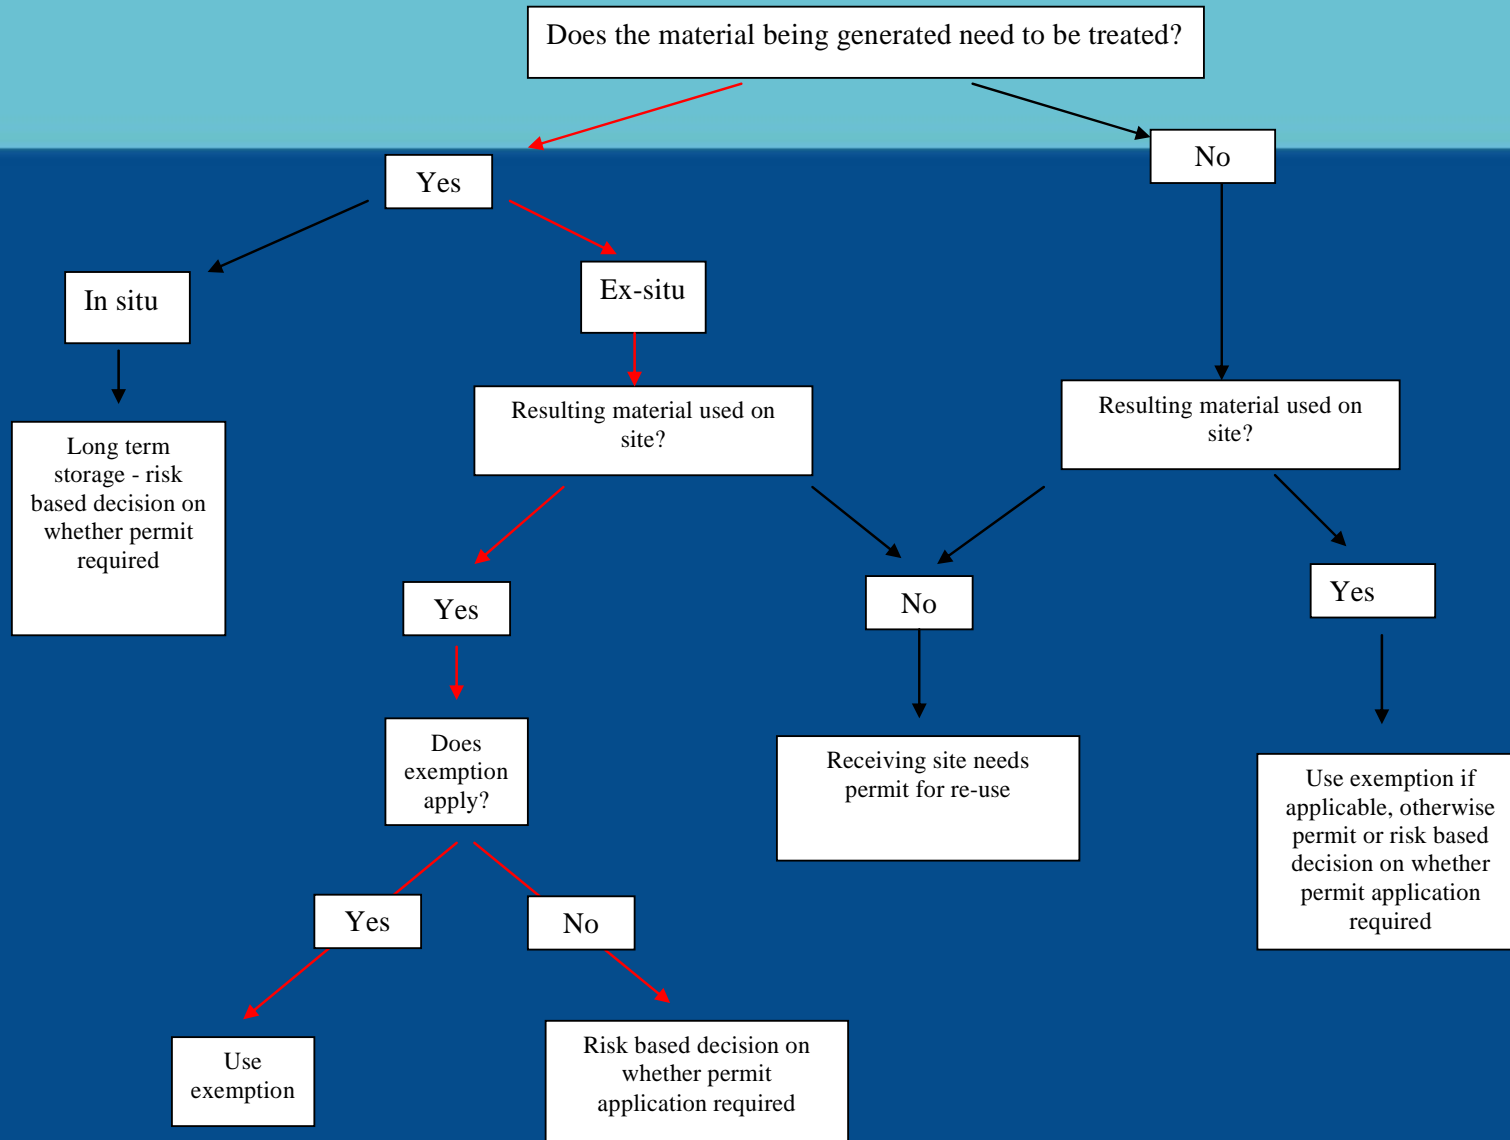 Does the material being generated need to be treated?
No
Yes
In situ
Ex-situ
Resulting material used on
site?
Resulting material used on
site?
Long term
storage - risk
based decision on
whether permit
required
Yes
No
Yes
Does
exemption
apply?
Receiving site needs
permit for re-use
Use exemption if
applicable, otherwise
permit or risk based
decision on whether
permit application
required
Yes
No
Use
exemption
Risk based decision on
whether permit
application required